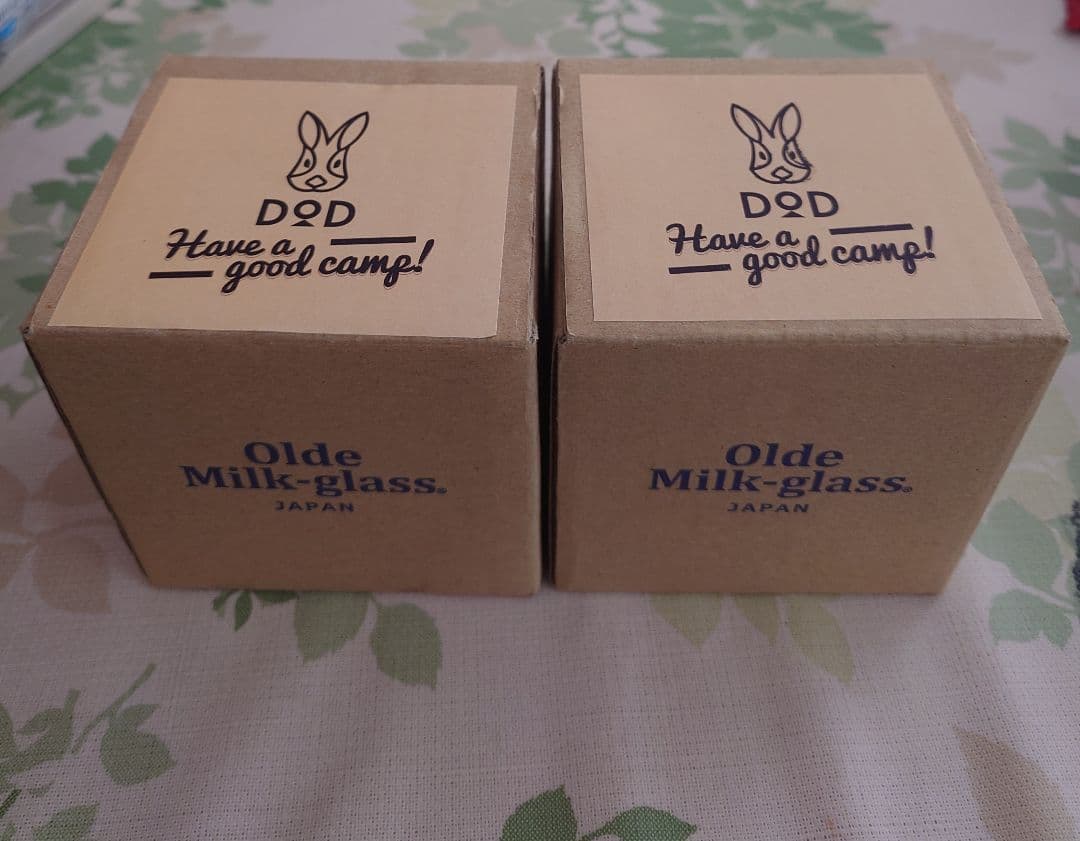 DOD
Have a
good camp!
Olde
Milk-glass®
JAPAN
DOD
Have a
good camp!
Olde
Milk-glass®
JAPAN